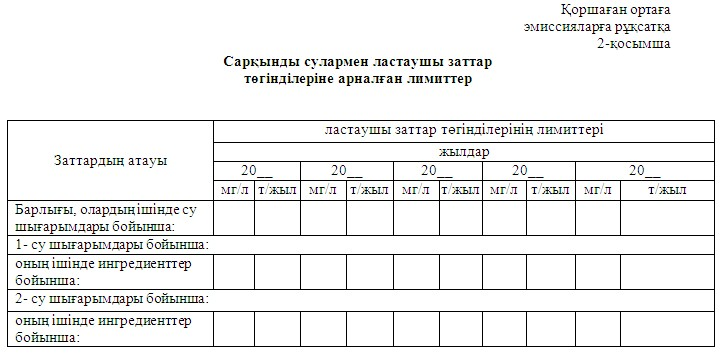 Қоршаған ортаға
эмиссияларға рұқсатқа
2-қосымша
Сарқынды сулармен ластаушы заттар
төгінділеріне арналған лимиттер
Заттардың атауы
ластаушы заттар төгінділерінің лимиттері
жылдар
20__ 20__ 20__ 20__ 20__
мг/л т/жыл мг/л т/жыл мг/л т/жыл мг/л т/жыл мг/л т/жыл
Барлығы, олардың ішінде су
шығарымдары бойынша:
1- су шығарымдары бойынша:
оның ішінде ингредиенттер
бойынша:
2- су шығарымдары бойынша:
оның ішінде ингредиенттер
бойынша: